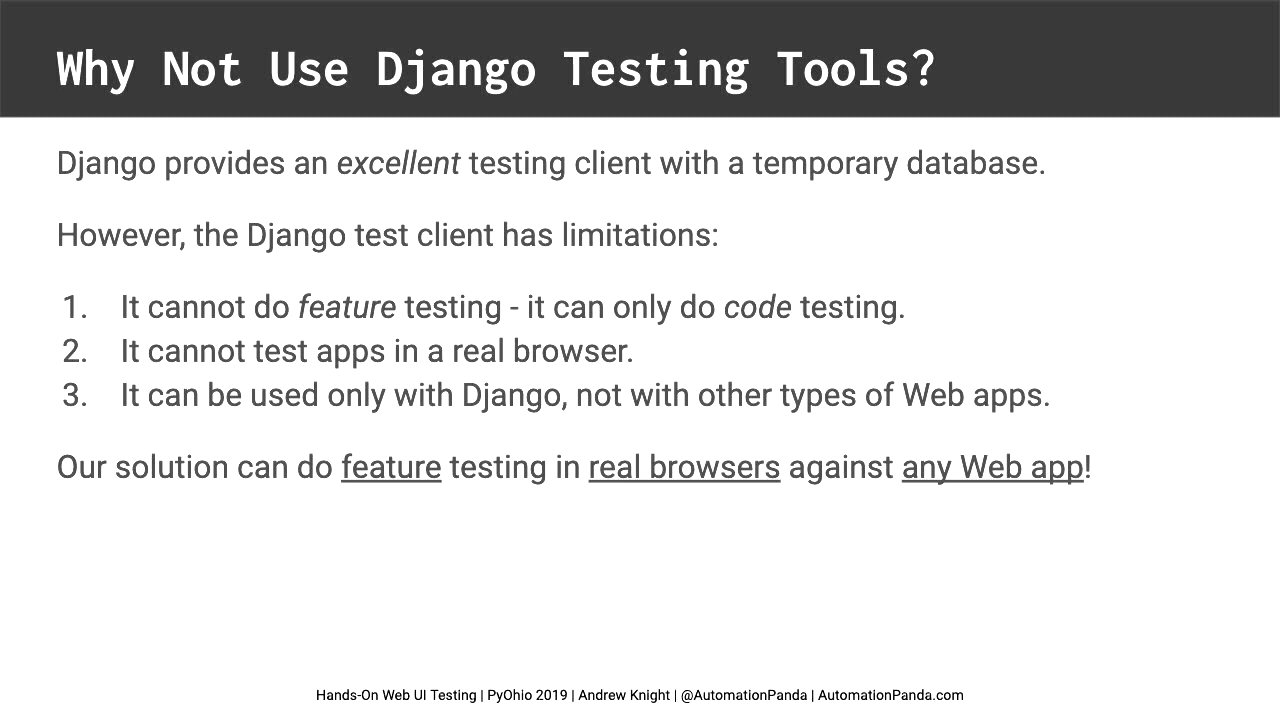 Why Not Use Django Testing Tools?
Django provides an excellent testing client with a temporary database.
However, the Django test client has limitations:
1. It cannot do feature testing - it can only do code testing.
2. It cannot test apps in a real browser.
3. It can be used only with Django, not with other types of Web apps.
Our solution can do feature testing in real browsers against any Web app!
Hands-On Web UI Testing | PyOhio 2019 | Andrew Knight | @AutomationPanda | AutomationPanda.com